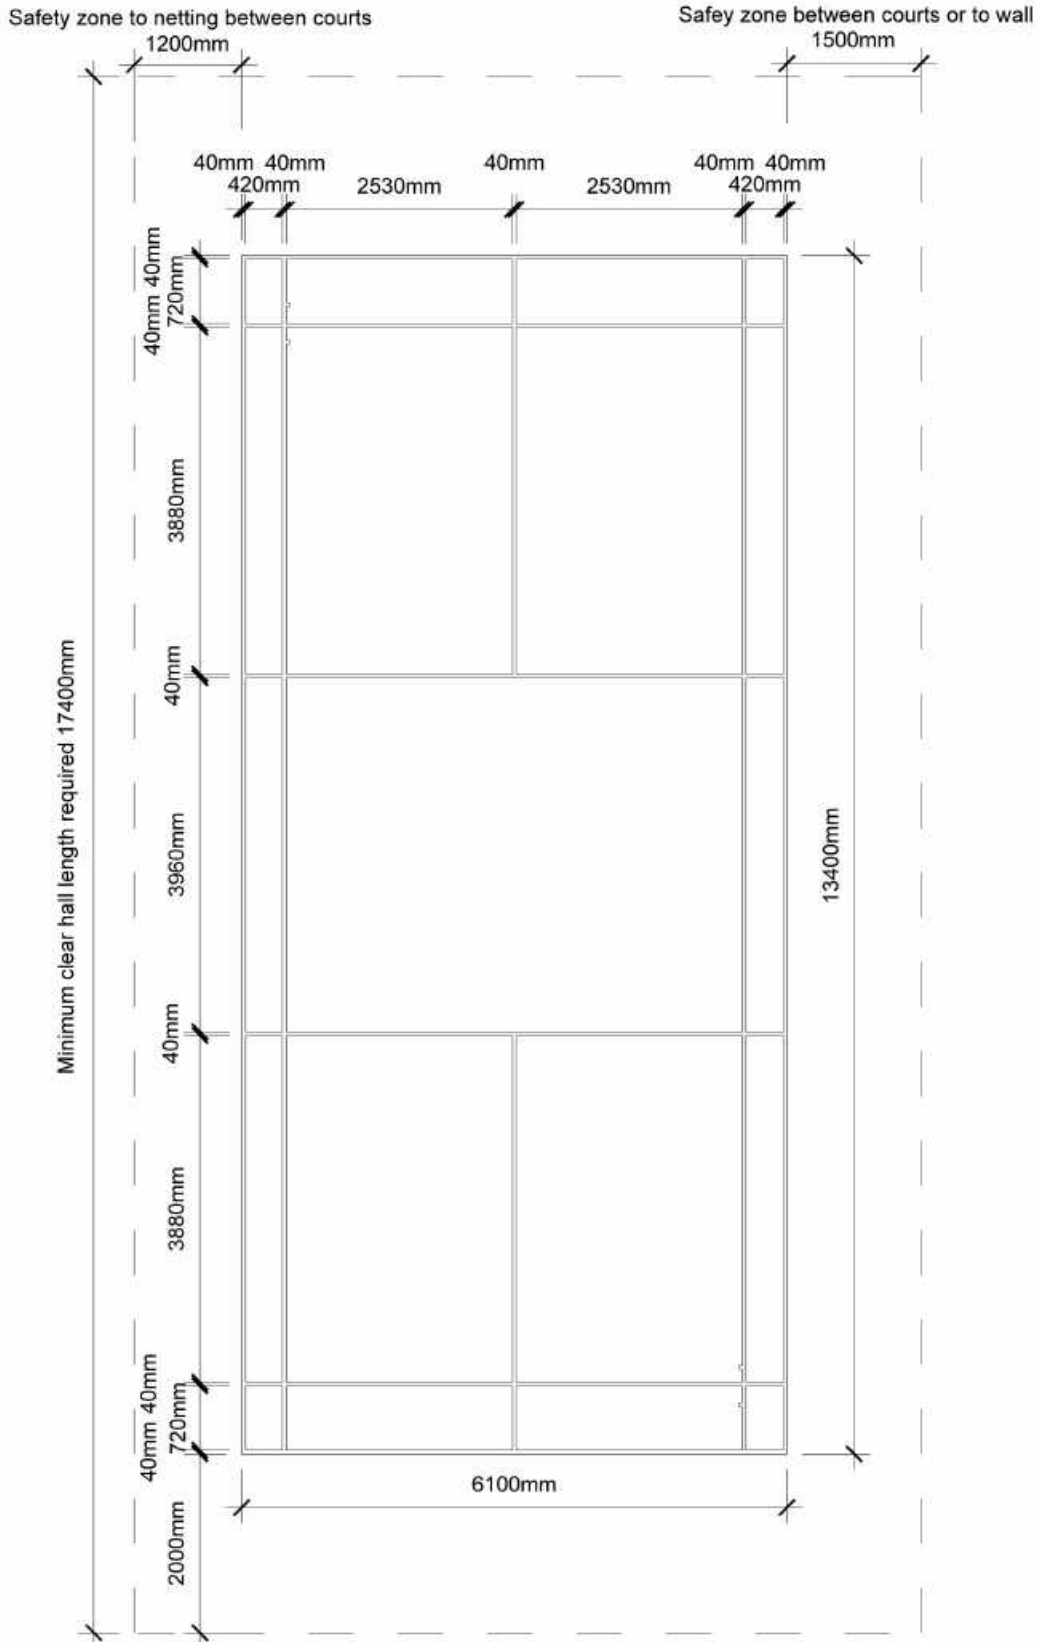 Safety zone to netting between courts
1200mm
Safey zone between courts or to wall
1500mm
40mm 40mm
420mm
2530mm
40mm
2530mm
40mm 40mm
420mm
40mm 40mm
720mm
3880mm
40mm
3960mm
40mm
3880mm
40mm 40mm
720mm
2000mm
Minimum clear hall length required 17400mm
13400mm
6100mm